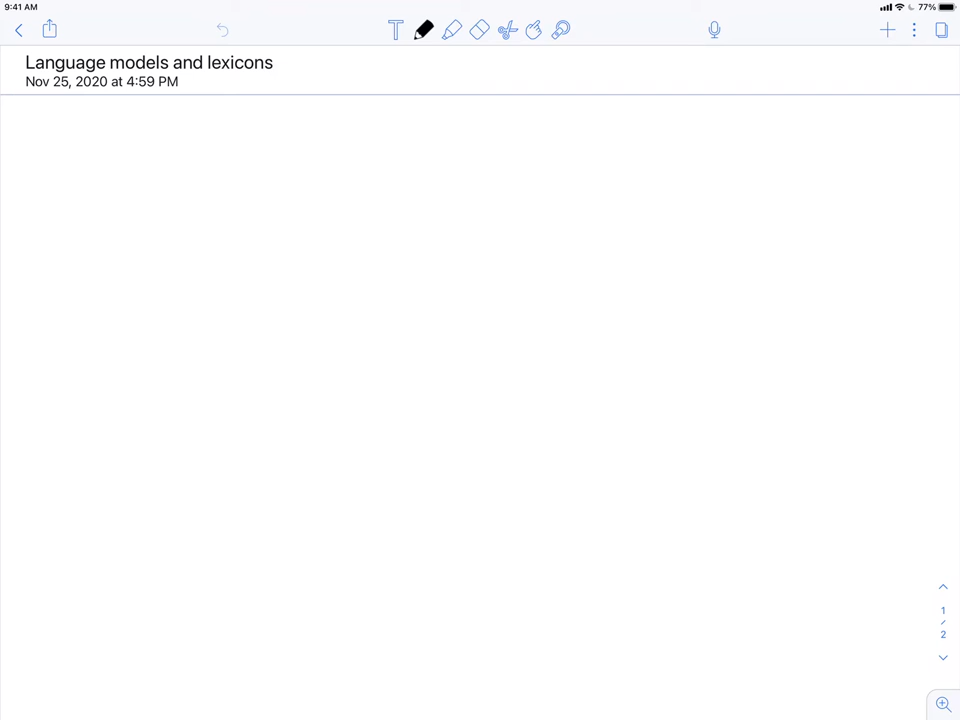 9:41 AM
77%
T
Language models and lexicons
Nov 25, 2020 at 4:59 PM
1
/
2